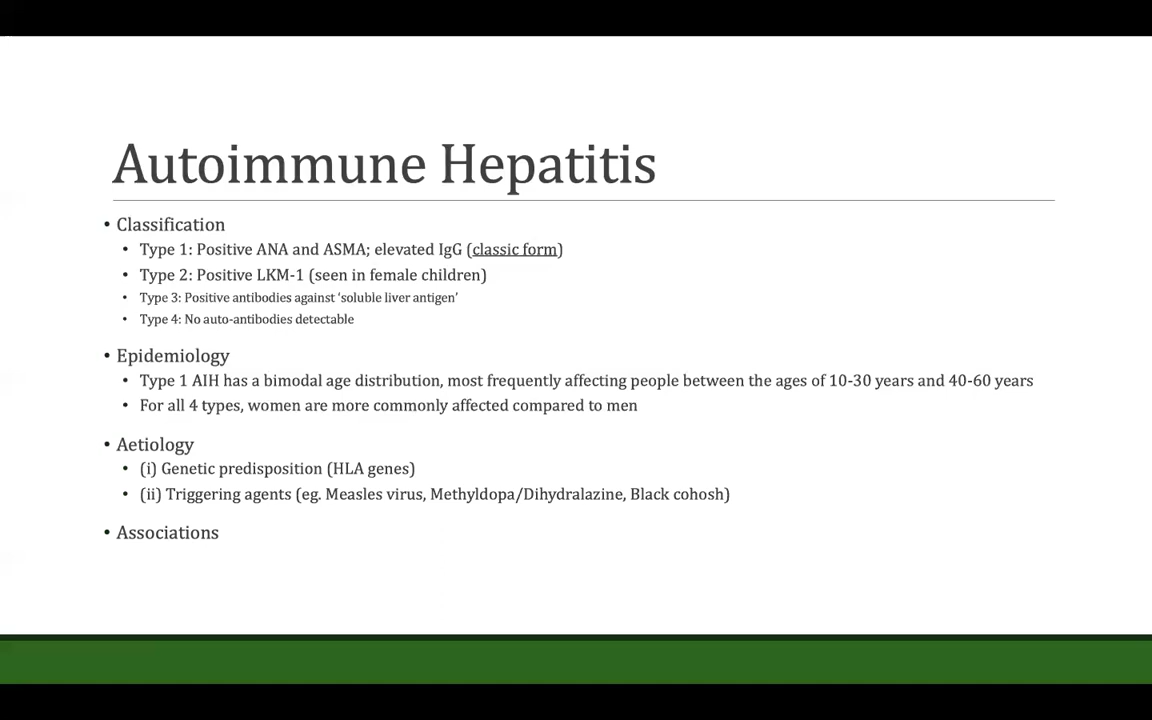 Autoimmune Hepatitis
• Classification
• Type 1: Positive ANA and ASMA; elevated IgG (classic form)
• Type 2: Positive LKM-1 (seen in female children)
• Type 3: Positive antibodies against ‘soluble liver antigen’
• Type 4: No auto-antibodies detectable
• Epidemiology
• Type 1 AIH has a bimodal age distribution, most frequently affecting people between the ages of 10-30 years and 40-60 years
• For all 4 types, women are more commonly affected compared to men
• Aetiology
• (i) Genetic predisposition (HLA genes)
• (ii) Triggering agents (eg. Measles virus, Methyldopa/Dihydralazine, Black cohosh)
• Associations